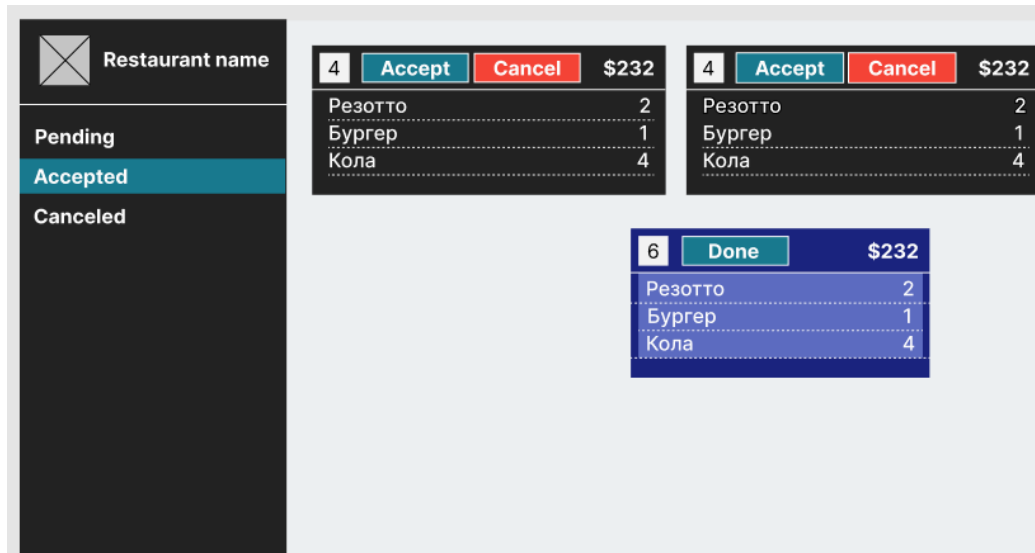 Restaurant name
Pending
Accepted
Canceled
4 Accept Cancel $232
Резотто 2
Бургер 1
Кола 4
4 Accept Cancel $232
Резотто 2
Бургер 1
Кола 4
6 Done $232
Резотто 2
Бургер 1
Кола 4